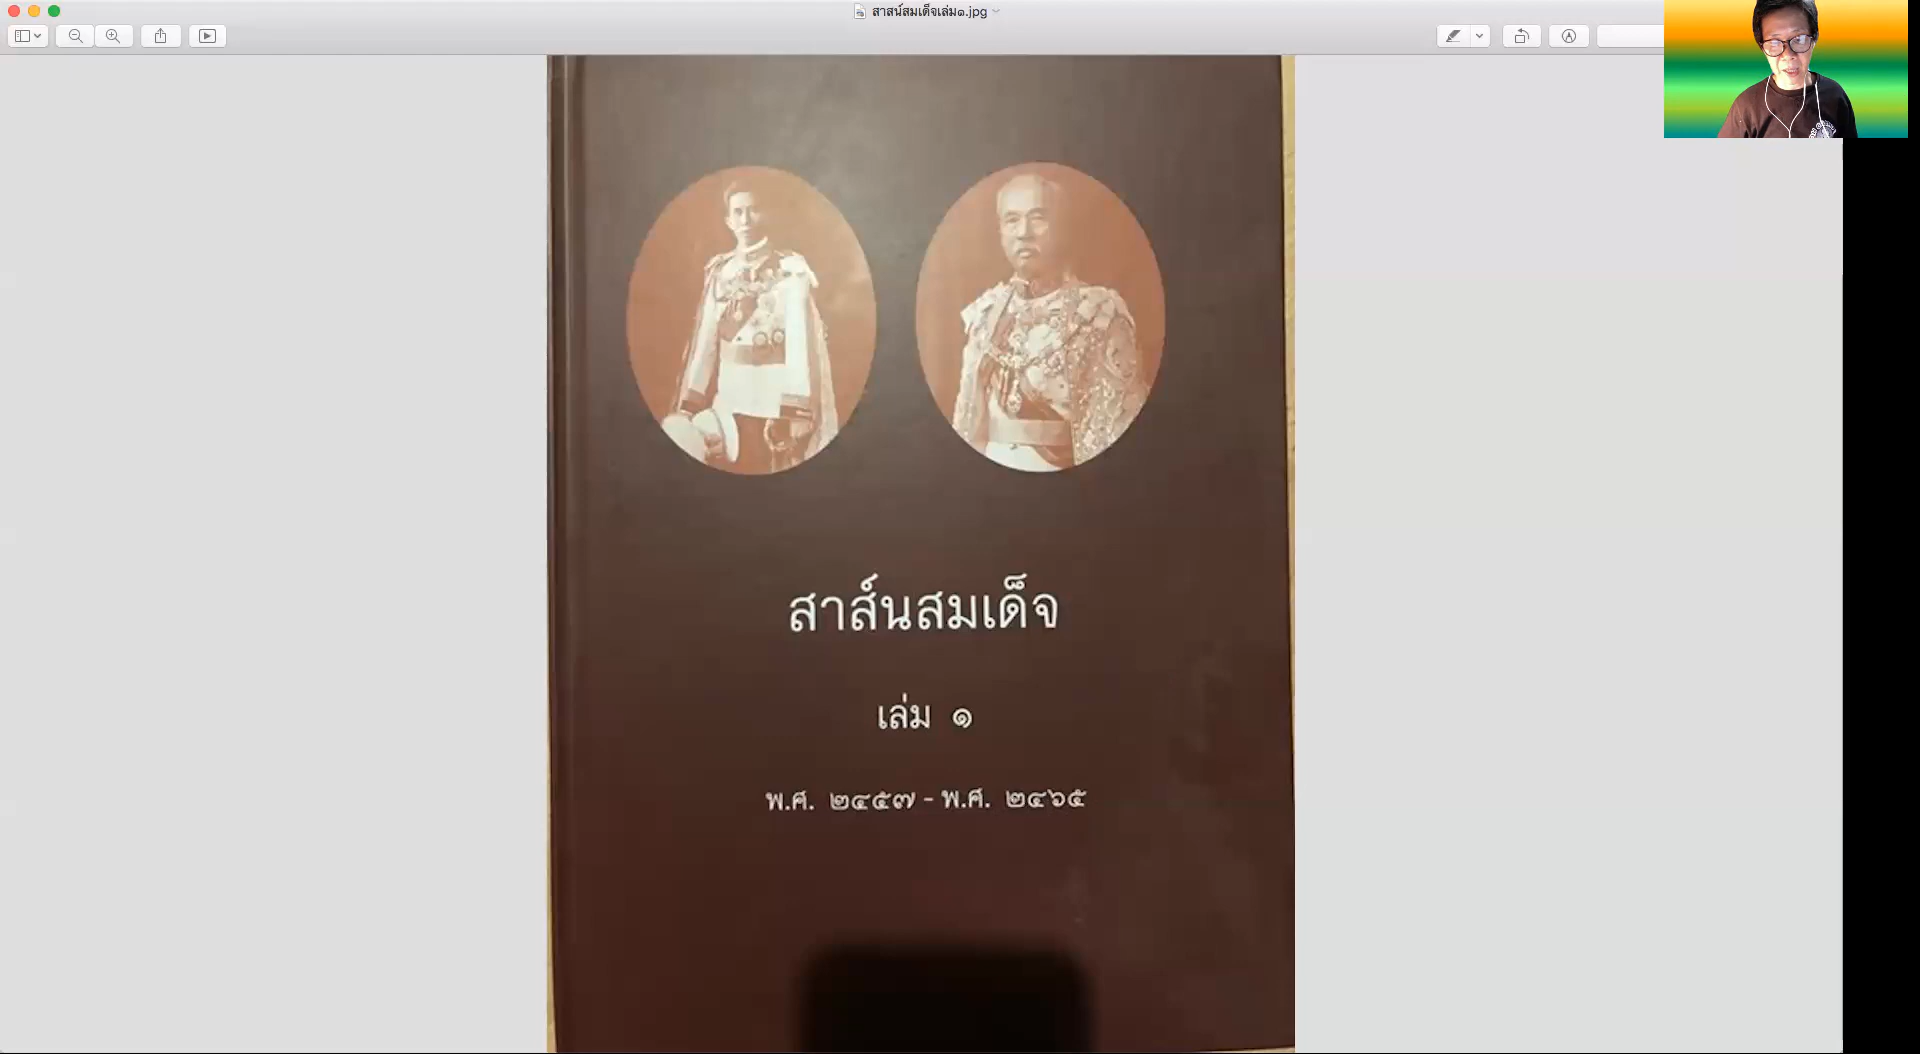 สาสน์สมเด็จเล่ม๑.jpg
สาส์นสมเด็จ
เล่ม ๑
พ.ศ. ๒๔๕๗ - พ.ศ. ๒๔๖๕